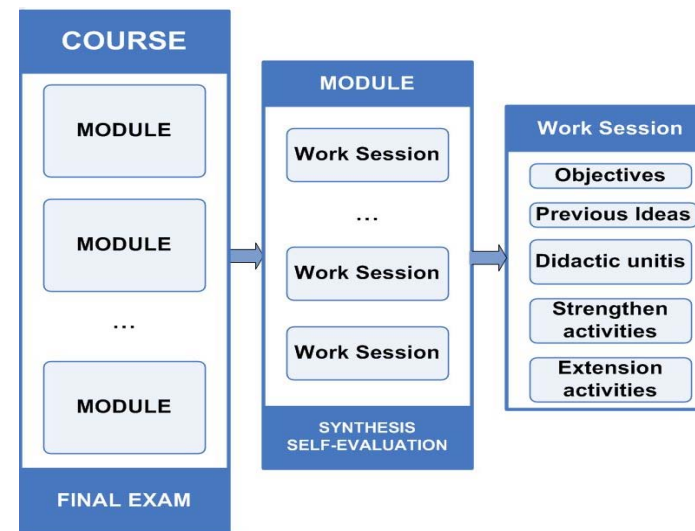 COURSE
MODULE
MODULE
...
MODULE
FINAL EXAM
MODULE
Work Session
...
Work Session
Work Session
SYNTHESIS
SELF-EVALUATION
Work Session
Objectives
Previous Ideas
Didactic unitis
Strengthen
activities
Extension
activities